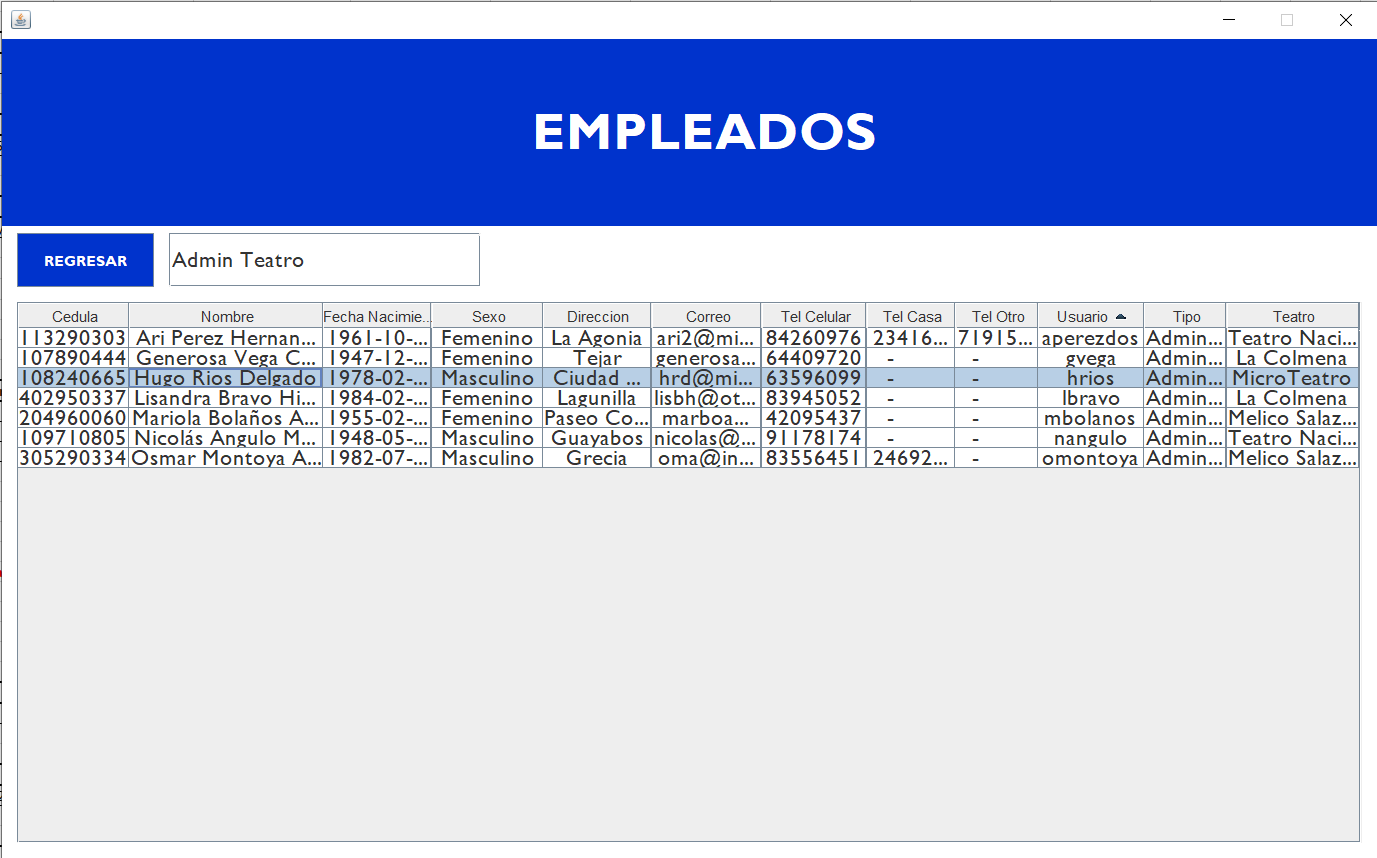 EMPLEADOS
REGRESAR Admin Teatro
Cedula Nombre Fecha Nacimie... Sexo Direccion Correo Tel Celular Tel Casa Tel Otro Usuario Tipo Teatro
113290303 Ari Perez Hernan... 1961-10-... Femenino La Agonia ari2@mi... 84260976 23416... 71915... aperezdos Admin... Teatro Naci...
107890444 Generosa Vega C... 1947-12-... Femenino Tejar generosa... 64409720 - - gvega Admin... La Colmena
108240665 Hugo Rios Delgado 1978-02-... Masculino Ciudad ... hrd@mi... 63596099 - - hrios Admin... MicroTeatro
402950337 Lisandra Bravo Hi... 1984-02-... Femenino Lagunilla lisbh@ot... 83945052 - - lbravo Admin... La Colmena
204960060 Mariola Bolaños A... 1955-02-... Femenino Paseo Co... marboa... 42095437 - - mbolanos Admin... Melico Salaz...
109710805 Nicolás Angulo M... 1948-05-... Masculino Guayabos nicolas@... 91178174 - - nangulo Admin... Teatro Naci...
305290334 Osmar Montoya A... 1982-07-... Masculino Grecia oma@in... 83556451 24692... - omontoya Admin... Melico Salaz...